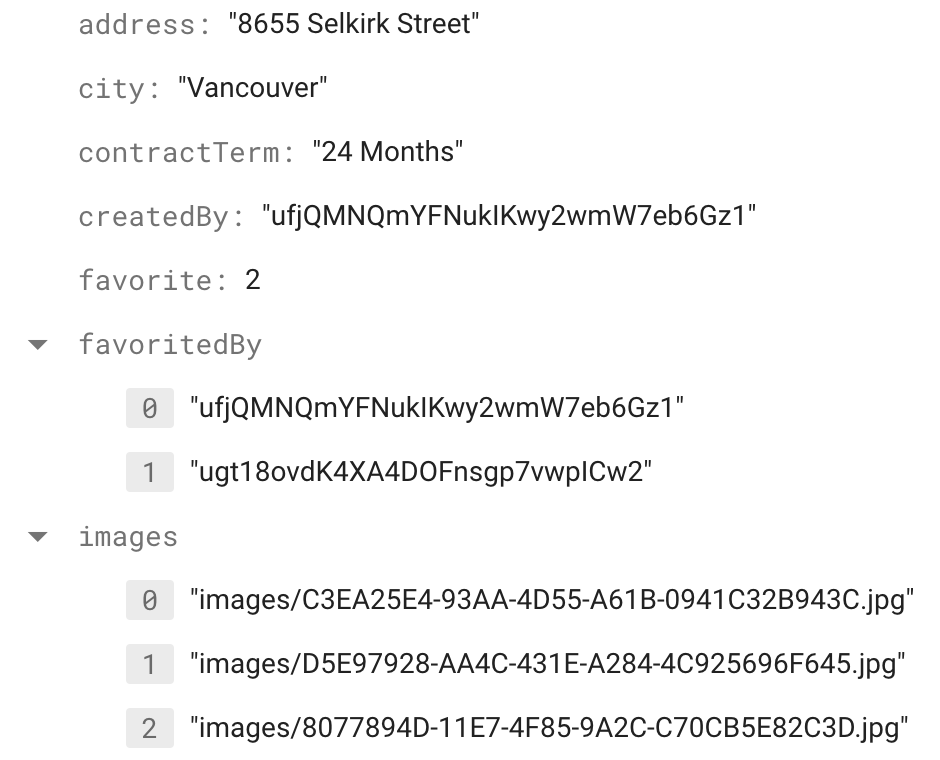 address: "8655 Selkirk Street"
city: "Vancouver"
contractTerm: "24 Months"
createdBy: "ufjQMNQmYFNukIKwy2wmW7eb6Gz1"
favorite: 2
favoritedBy
0 "ufjQMNQmYFNukIKwy2wmW7eb6Gz1"
1 "ugt18ovdK4XA4DOFnsgp7vwpICw2"
images
0 "images/C3EA25E4-93AA-4D55-A61B-0941C32B943C.jpg"
1 "images/D5E97928-AA4C-431E-A284-4C925696F645.jpg"
2 "images/8077894D-11E7-4F85-9A2C-C70CB5E82C3D.jpg"